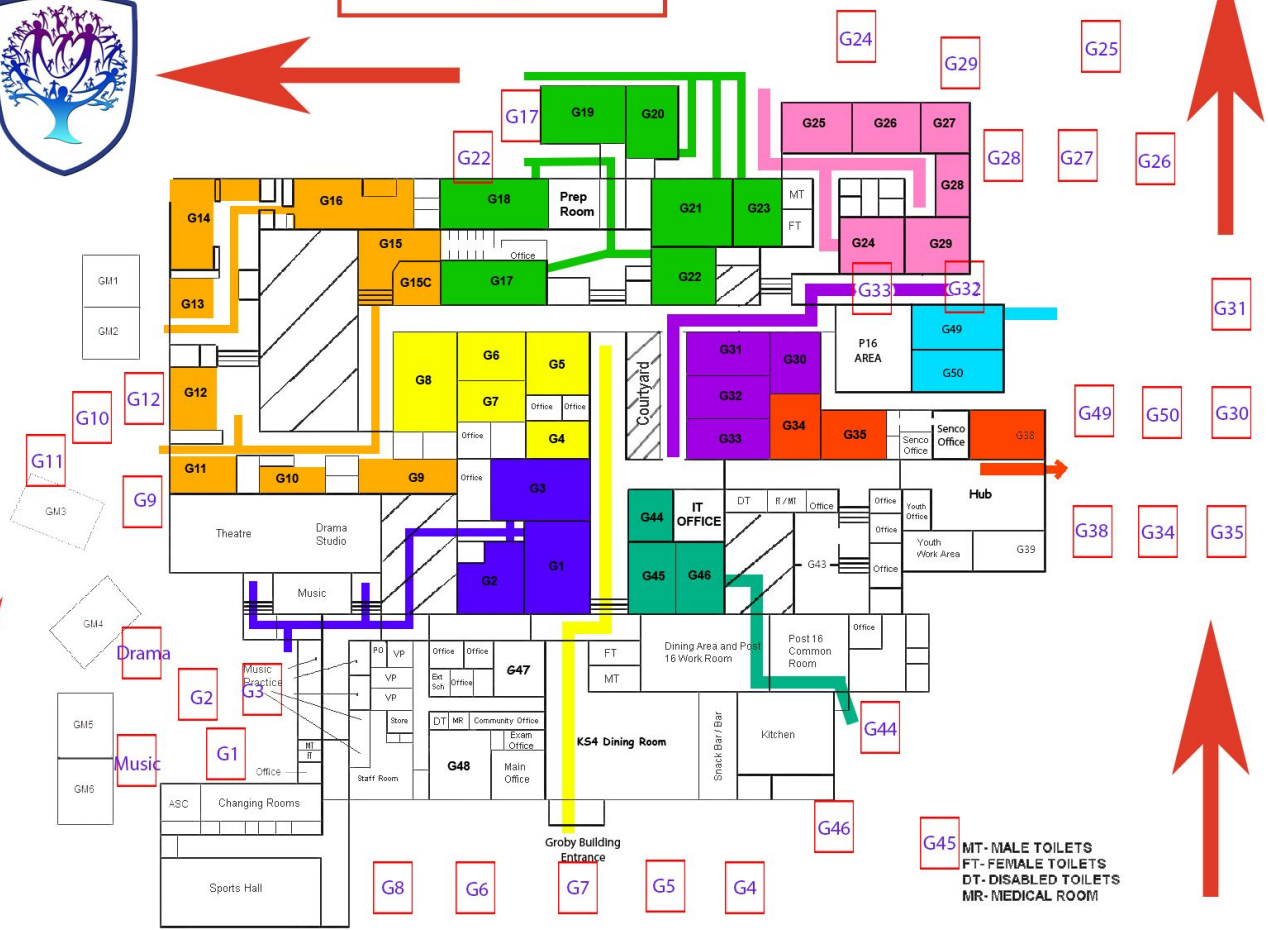 G24
G29
G25
G17
G19
G20
G25
G26
G27
G22
G28
G27
G26
G14
G16
G18
Prep
Room
G21
G23
MT
FT
G28
G15
Office
G24
G29
GM1
G13
G15C
G17
G22
G33
G32
G31
GM2
G6
G5
G31
G30
P16
AREA
G49
G50
G12
G10
G12
G8
G7
Office
Office
Courtyard
G32
G49
G50
G30
G11
Office
G4
G33
G34
G35
Senco
Office
Senco
Office
G38
G11
G10
G9
Office
G3
G9
GM3
Theatre
Drama
Studio
G44
IT
OFFICE
DT
FT/MT
Office
Office
Youth
Office
Hub
Office
G38
G34
G35
G2
G1
G45
G46
G43
Office
Youth
Work Area
G39
Music
GM4
Drama
Music
Practice
PO
VP
VP
VP
Office
Office
Ext
Sch
Office
G47
FT
MT
Dining Area and Post
16 Work Room
Post 16
Common
Room
Office
G2
G3
GM5
Store
DT
MR
Community Office
Exam
Office
KS4 Dining Room
Snack Bar / Bar
Kitchen
G44
Music
G1
MT
FT
Office
Staff Room
G48
Main
Office
GM6
ASC
Changing Rooms
G46
Groby Building
Entrance
G45
MT- MALE TOILETS
FT- FEMALE TOILETS
DT- DISABLED TOILETS
MR- MEDICAL ROOM
Sports Hall
G8
G6
G7
G5
G4